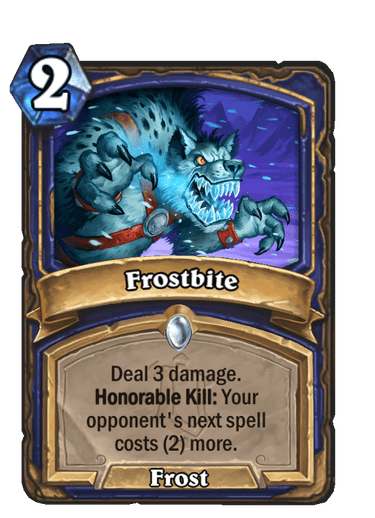 2
Frostbite
Deal 3 damage.
Honorable Kill: Your
opponent's next spell
costs (2) more.
Frost